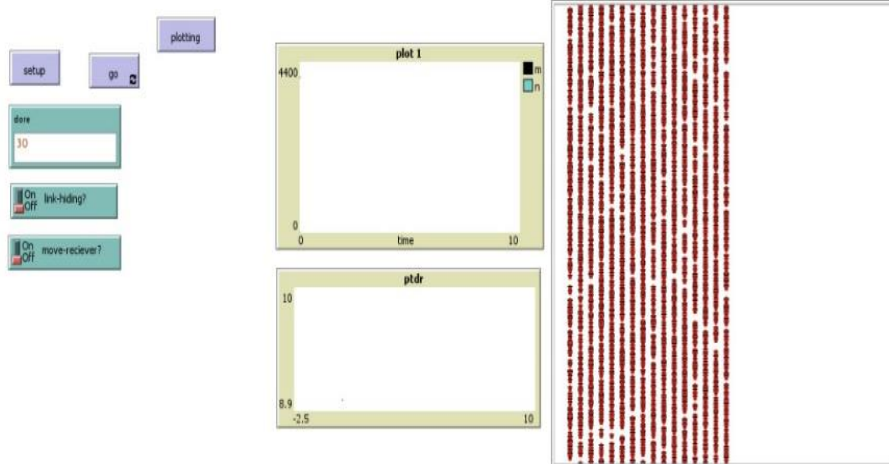 plotting
setup
go
store
30
On
Off
link-hiding?
On
Off
move-reciever?
plot 1
4400
0
0
time
10
m
n
ptdr
10
8.9
-2.5
10